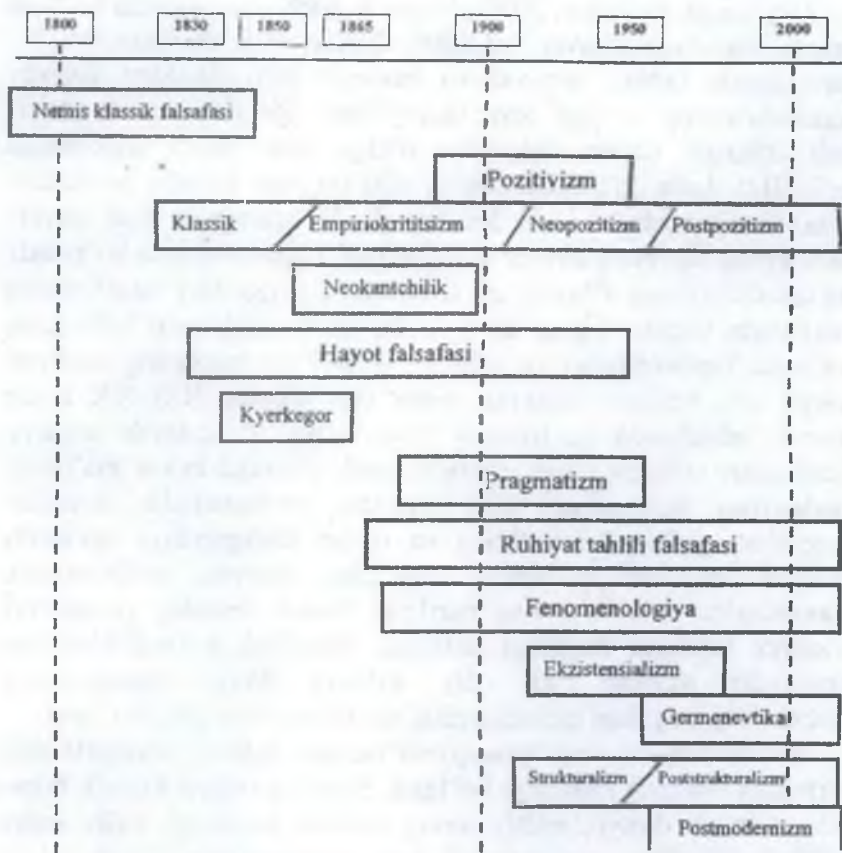 1800 1830 1850 1865 1900 1950 2000
Nemis klassik falsafasi
Pozitivizm
Klassik Empiriokrititsizm Neopozitizm Postpozitizm
Neokantchilik
Hayot falsafasi
Kyerkegor
Pragmatizm
Ruhiyat tahlili falsafasi
Fenomenologiya
Ekzistensializm
Germenevtika
Strukturalizm Poststrukturalizm
Postmodernizm